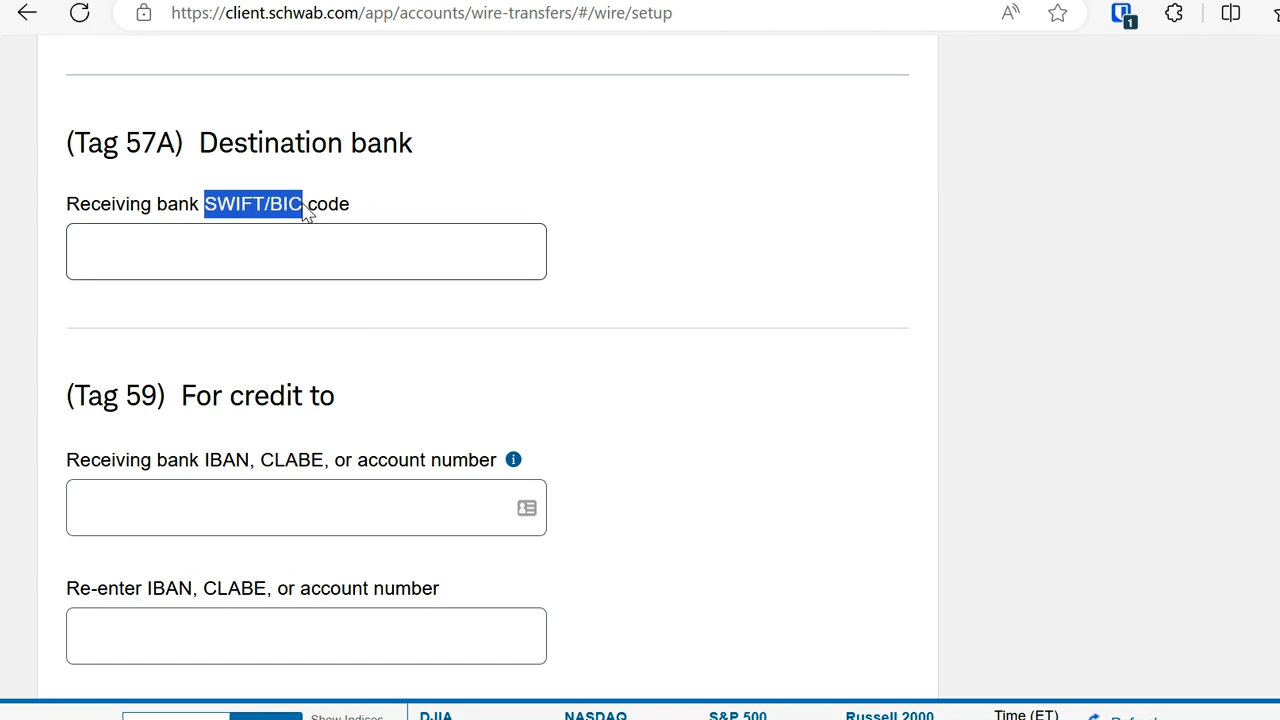 https://client.schwab.com/app/accounts/wire-transfers/#/wire/setup
1
(Tag 57A) Destination bank
Receiving bank SWIFT/BIC code
(Tag 59) For credit to
Receiving bank IBAN, CLABE, or account number
Re-enter IBAN, CLABE, or account number
Show Indices DJIA NASDAQ S&P 500 Russell 2000 Time (ET) Refresh